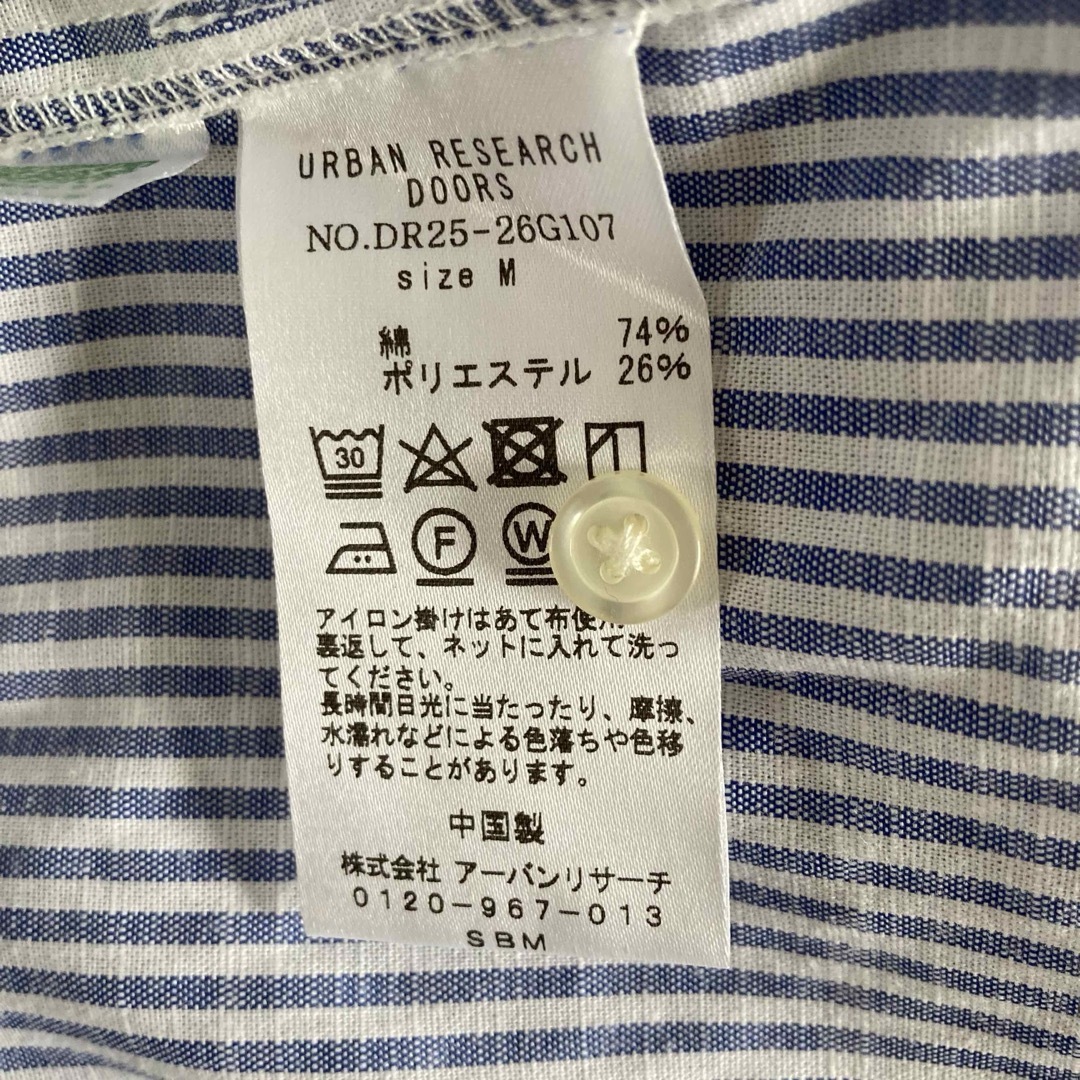 URBAN RESEARCH
DOORS
NO.DR25-26G107
size M
綿 74%
ポリエステル 26%
30
F W
アイロン掛けはあて布使
裏返して、ネットに入れて洗っ
てください。
長時間日光に当たったり、摩擦、
水濡れなどによる色落ちや色移
りすることがあります。
中国製
株式会社 アーバンリサーチ
0120-967-013
SBM